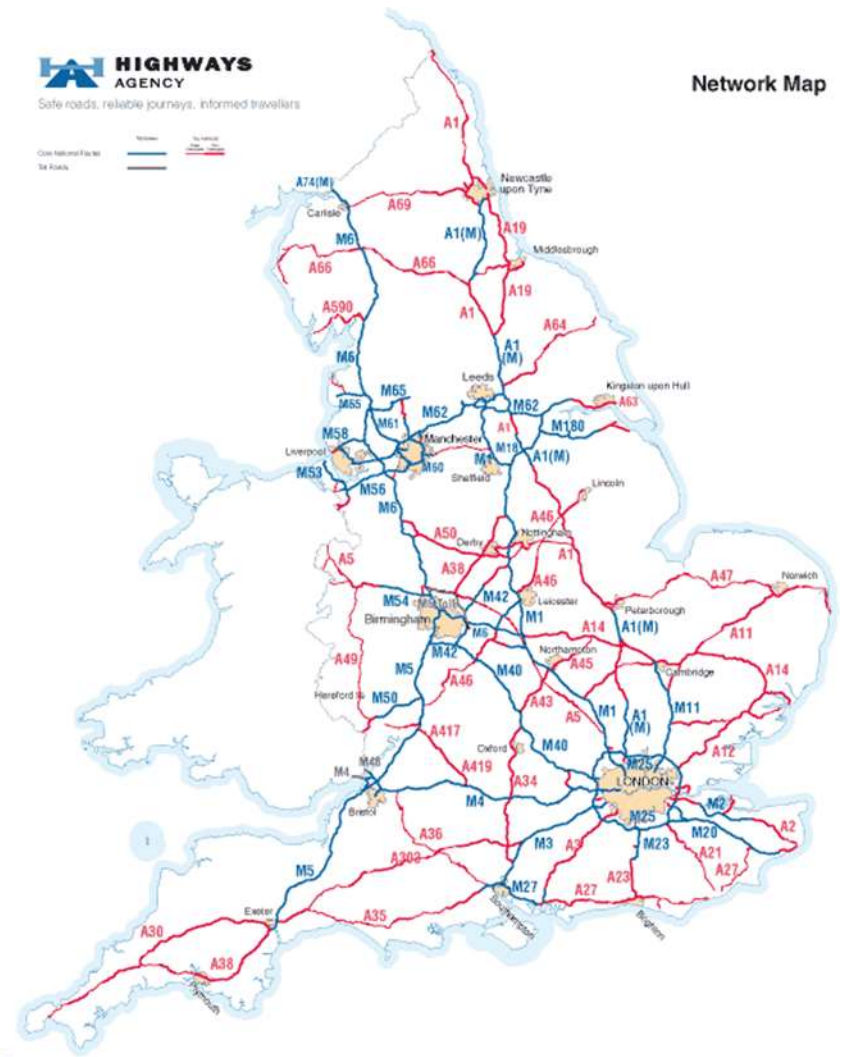 HIGHWAYS
AGENCY
Safe roads, reliable journeys, informed travellers
Network Map
A1
Newcastle
upon Tyne
A74(M)
Carlisle
A69
M6
A1(M)
A19
Middlesbrough
A66
A66
A19
A590
A1
A64
M6
A1
(M)
Leeds
Kingston upon Hull
M65
M55
M62
M62
A63
M61
A1
M180
M58
Manchester
M18
Liverpool
M60
M1
A1(M)
M53
Sheffield
M56
Lincoln
M6
A46
A50
Nottingham
Derby
A1
A5
A38
A46
A47
Norwich
M54
M42
Leicester
Peterborough
Birmingham
M1
A1(M)
M6
A14
A11
M42
Northampton
A49
M5
M40
A45
Cambridge
A14
A46
Hereford
M50
A43
A5
M1
A1
(M)
M11
A417
Oxford
M40
A12
M48
M4
A419
A34
M25
LONDON
M4
M2
Bristol
M25
A36
M3
A3
M23
M20
A2
A303
A21
M5
A27
M27
A27
A23
Exeter
A35
Southampton
Brighton
A30
A38
Plymouth
1